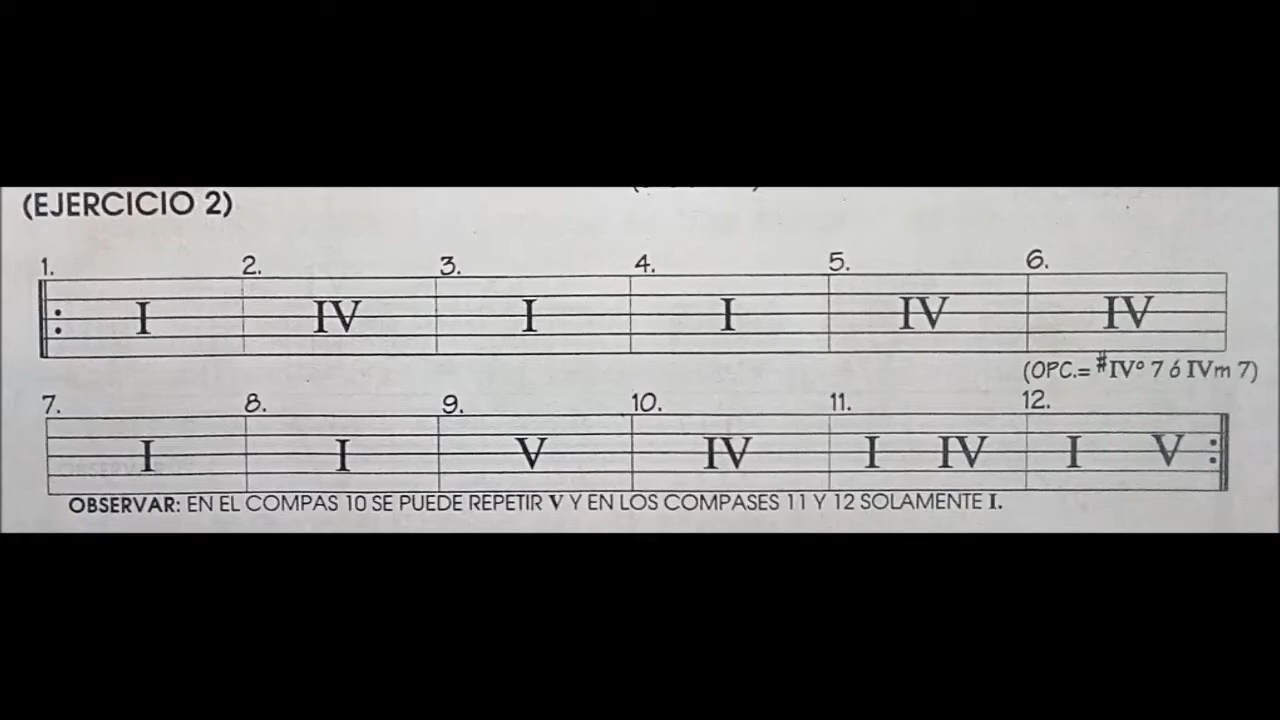 (EJERCICIO 2)
1. 2. 3. 4. 5. 6.
I IV I I IV IV
(OPC.= #IVº 7 ó IVm 7)
7. 8. 9. 10. 11. 12.
I I V IV I IV I V
OBSERVAR: EN EL COMPAS 10 SE PUEDE REPETIR V Y EN LOS COMPASES 11 Y 12 SOLAMENTE I.